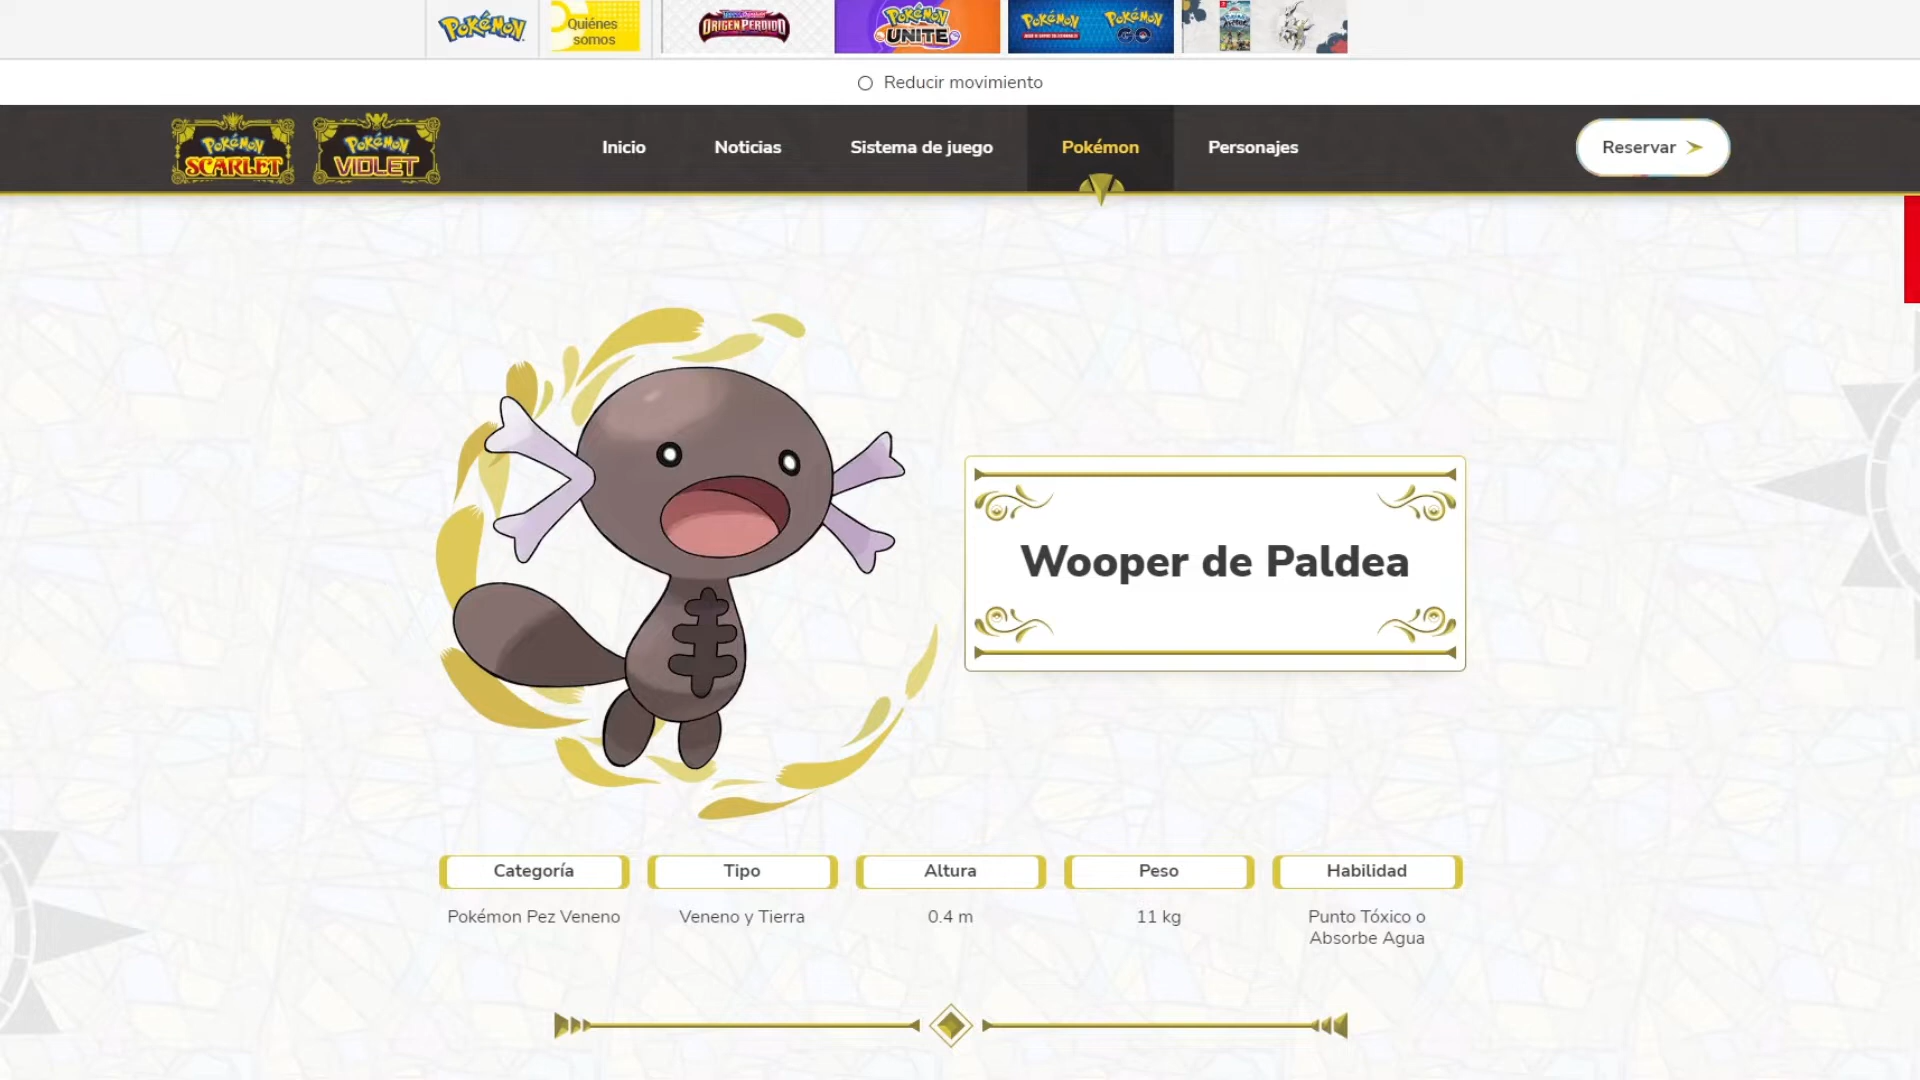 Pokémon
Quiénes
somos
ORIGEN PERDIDO
Pokémon
UNITE
Pokémon
Pokémon
GO
Reducir movimiento
Pokémon
SCARLET
Pokémon
VIOLET
Inicio
Noticias
Sistema de juego
Pokémon
Personajes
Reservar
Wooper de Paldea
Categoría
Tipo
Altura
Peso
Habilidad
Pokémon Pez Veneno
Veneno y Tierra
0.4 m
11 kg
Punto Tóxico o
Absorbe Agua